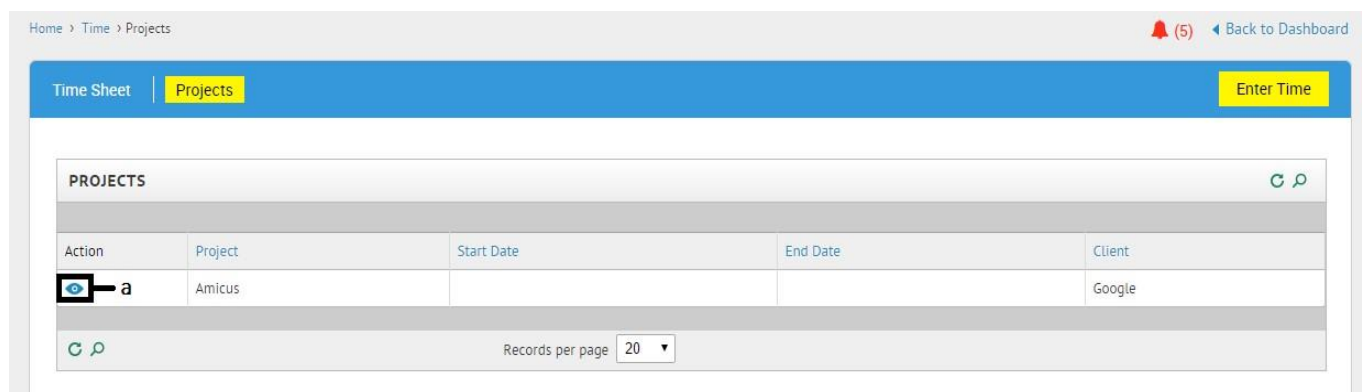 Home › Time › Projects (5) Back to Dashboard
Time Sheet Projects Enter Time
PROJECTS
Action Project Start Date End Date Client
a Amicus Google
Records per page 20